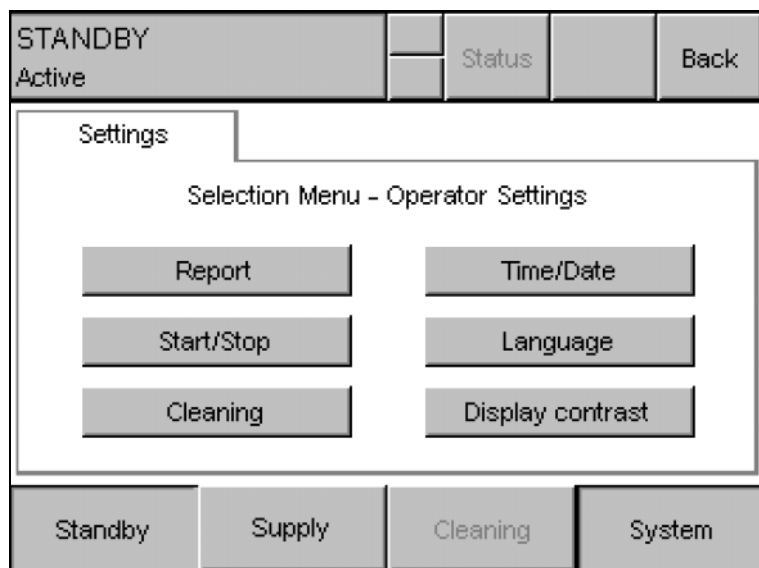 STANDBY
Active
Status
Back
Settings
Selection Menu - Operator Settings
Report
Time/Date
Start/Stop
Language
Cleaning
Display contrast
Standby
Supply
Cleaning
System